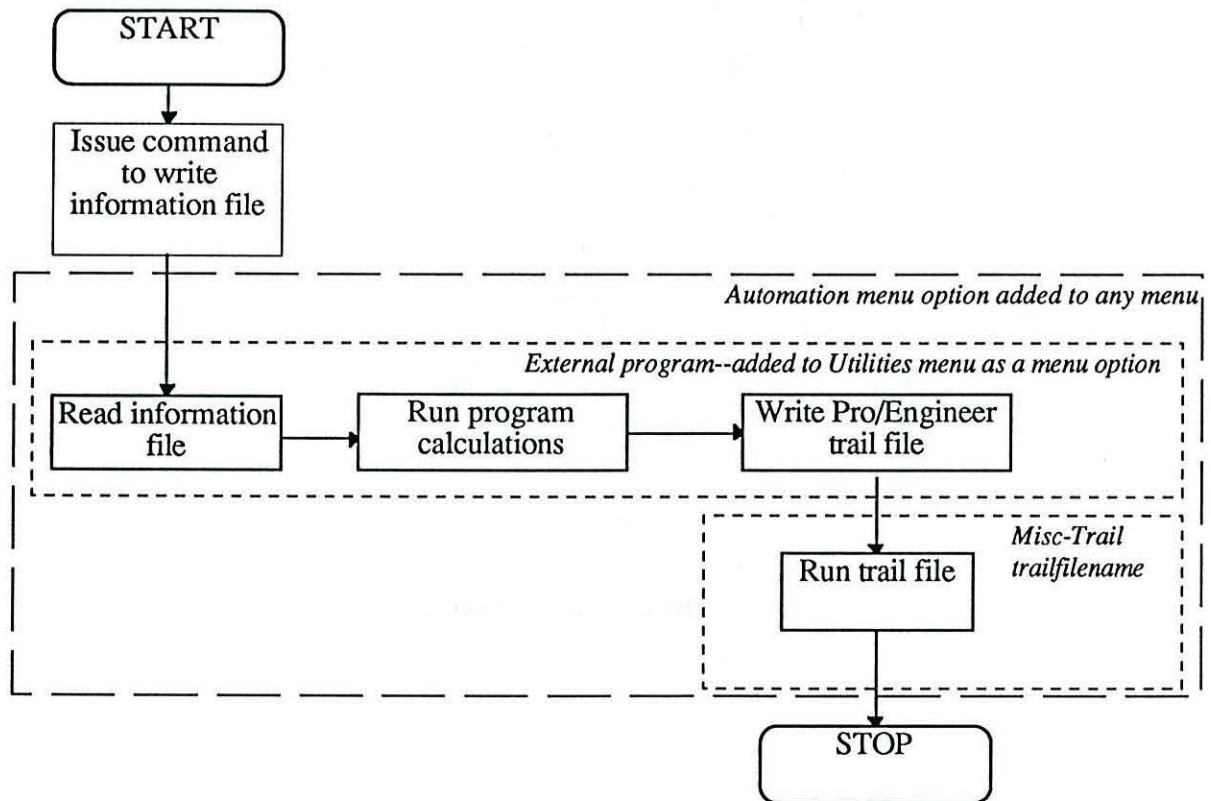 START
Issue command
to write
information file
Automation menu option added to any menu
External program--added to Utilities menu as a menu option
Read information
file
Run program
calculations
Write Pro/Engineer
trail file
Misc-Trail
trailfilename
Run trail file
STOP